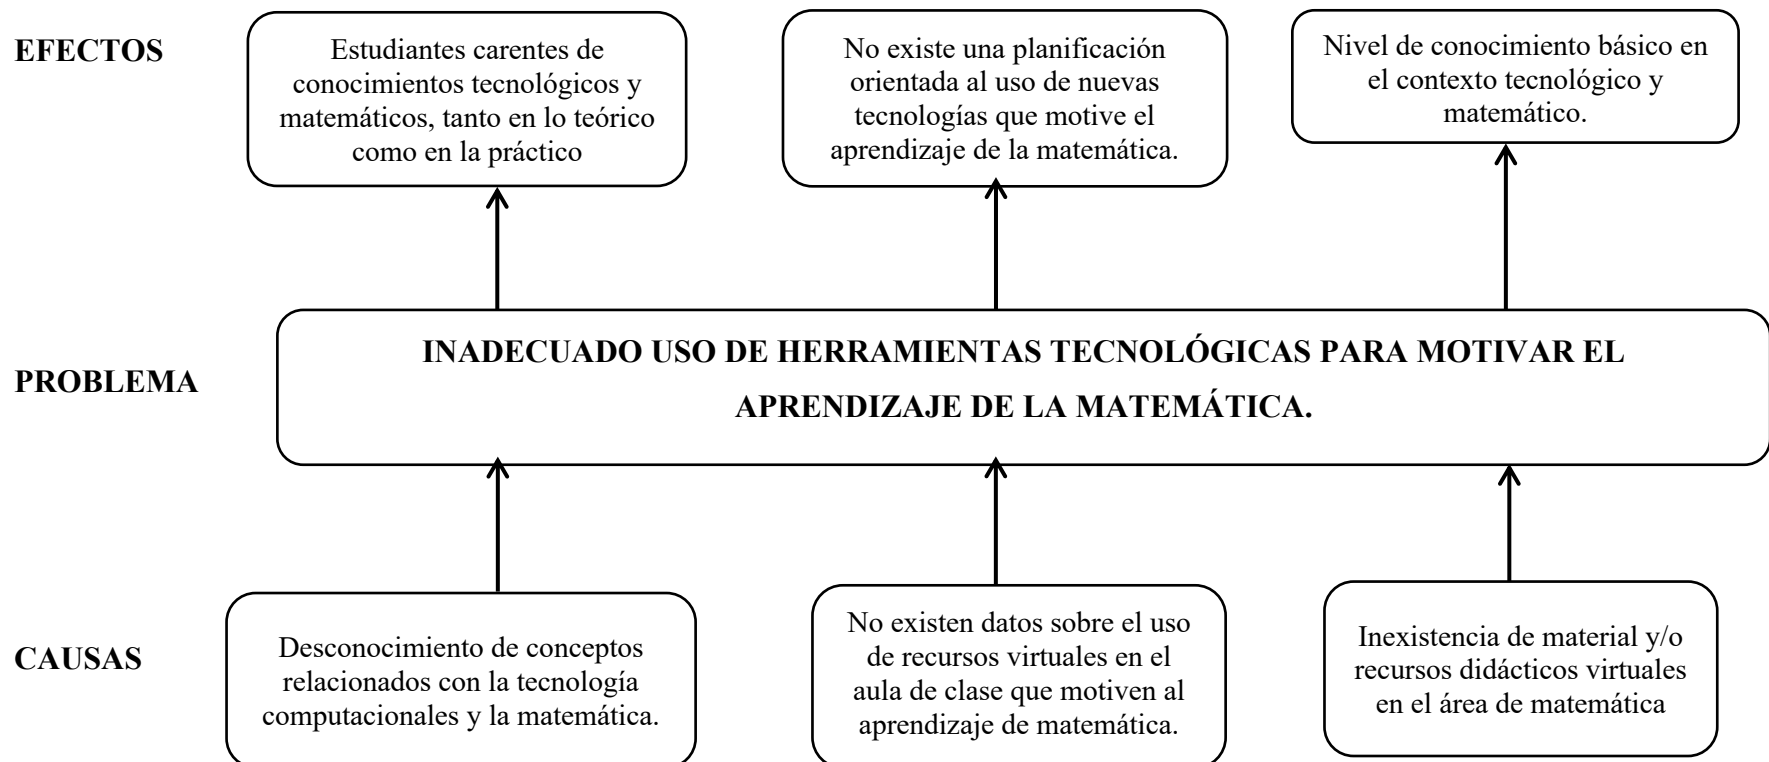 EFECTOS
Estudiantes carentes de
conocimientos tecnológicos y
matemáticos, tanto en lo teórico
como en la práctico
No existe una planificación
orientada al uso de nuevas
tecnologías que motive el
aprendizaje de la matemática.
Nivel de conocimiento básico en
el contexto tecnológico y
matemático.
PROBLEMA
INADECUADO USO DE HERRAMIENTAS TECNOLÓGICAS PARA MOTIVAR EL
APRENDIZAJE DE LA MATEMÁTICA.
CAUSAS
Desconocimiento de conceptos
relacionados con la tecnología
computacionales y la matemática.
No existen datos sobre el uso
de recursos virtuales en el
aula de clase que motiven al
aprendizaje de matemática.
Inexistencia de material y/o
recursos didácticos virtuales
en el área de matemática